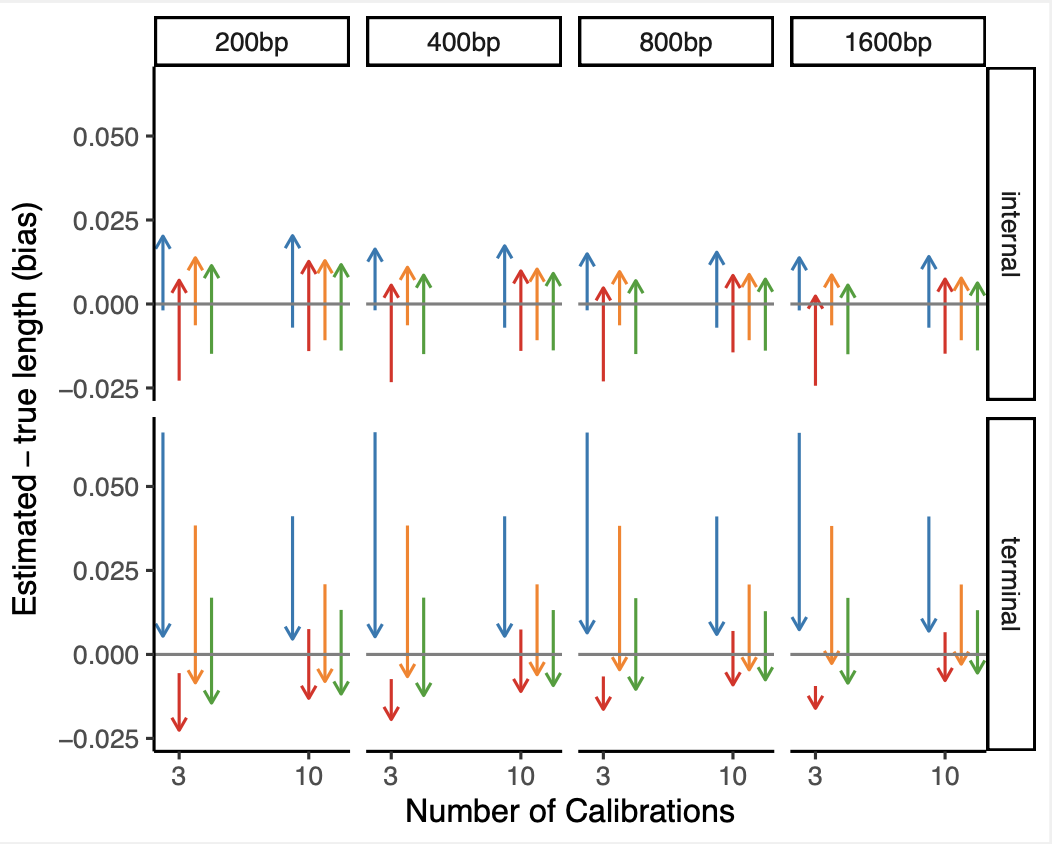 200bp 400bp 800bp 1600bp
Estimated – true length (bias)
0.050
0.025
0.000
−0.025
internal
0.050
0.025
0.000
−0.025
terminal
3 10 3 10 3 10 3 10
Number of Calibrations